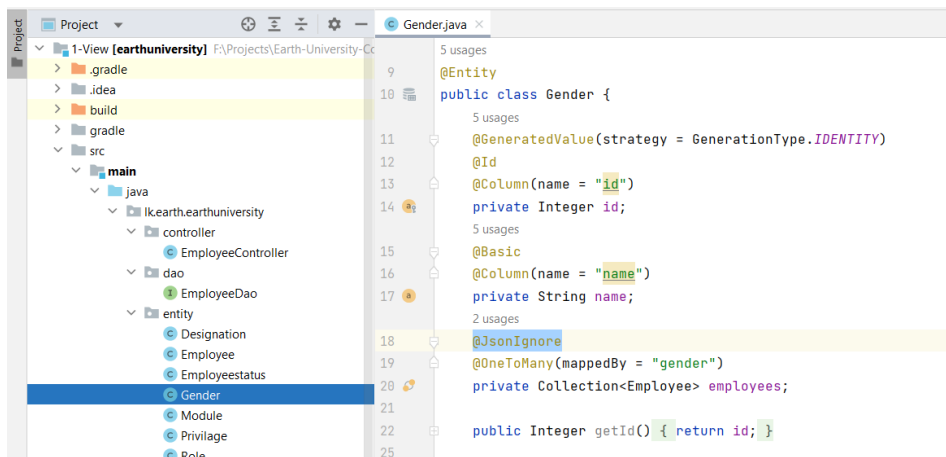 Project
Project
1-View [earthuniversity] F:\Projects\Earth-University-Co
.gradle
.idea
build
gradle
src
main
java
lk.earth.earthuniversity
controller
EmployeeController
dao
EmployeeDao
entity
Designation
Employee
Employeestatus
Gender
Module
Privilage
Role
Gender.java
5 usages
9 @Entity
10 public class Gender {
5 usages
11 @GeneratedValue(strategy = GenerationType.IDENTITY)
12 @Id
13 @Column(name = "id")
14 private Integer id;
5 usages
15 @Basic
16 @Column(name = "name")
17 private String name;
2 usages
18 @JsonIgnore
19 @OneToMany(mappedBy = "gender")
20 private Collection<Employee> employees;
21
22 public Integer getId() { return id; }
25